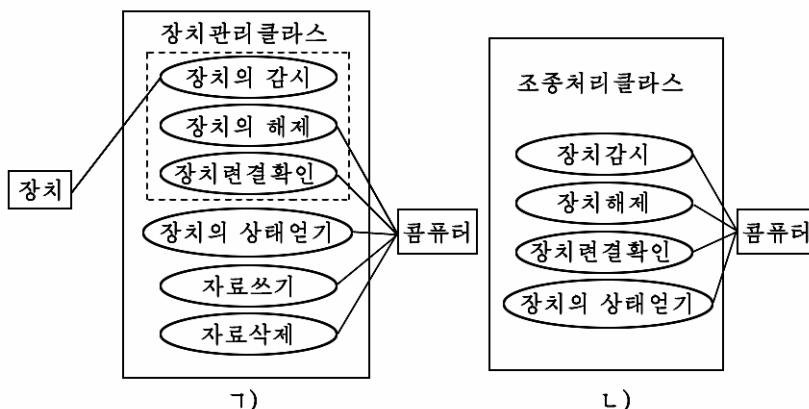 장치관리클라스
장치의 감시
장치의 해제
장치련결확인
장치의 상태얻기
자료쓰기
자료삭제
장치
콤퓨터
ㄱ)
조종처리클라스
장치감시
장치해제
장치련결확인
장치의 상태얻기
콤퓨터
ㄴ)